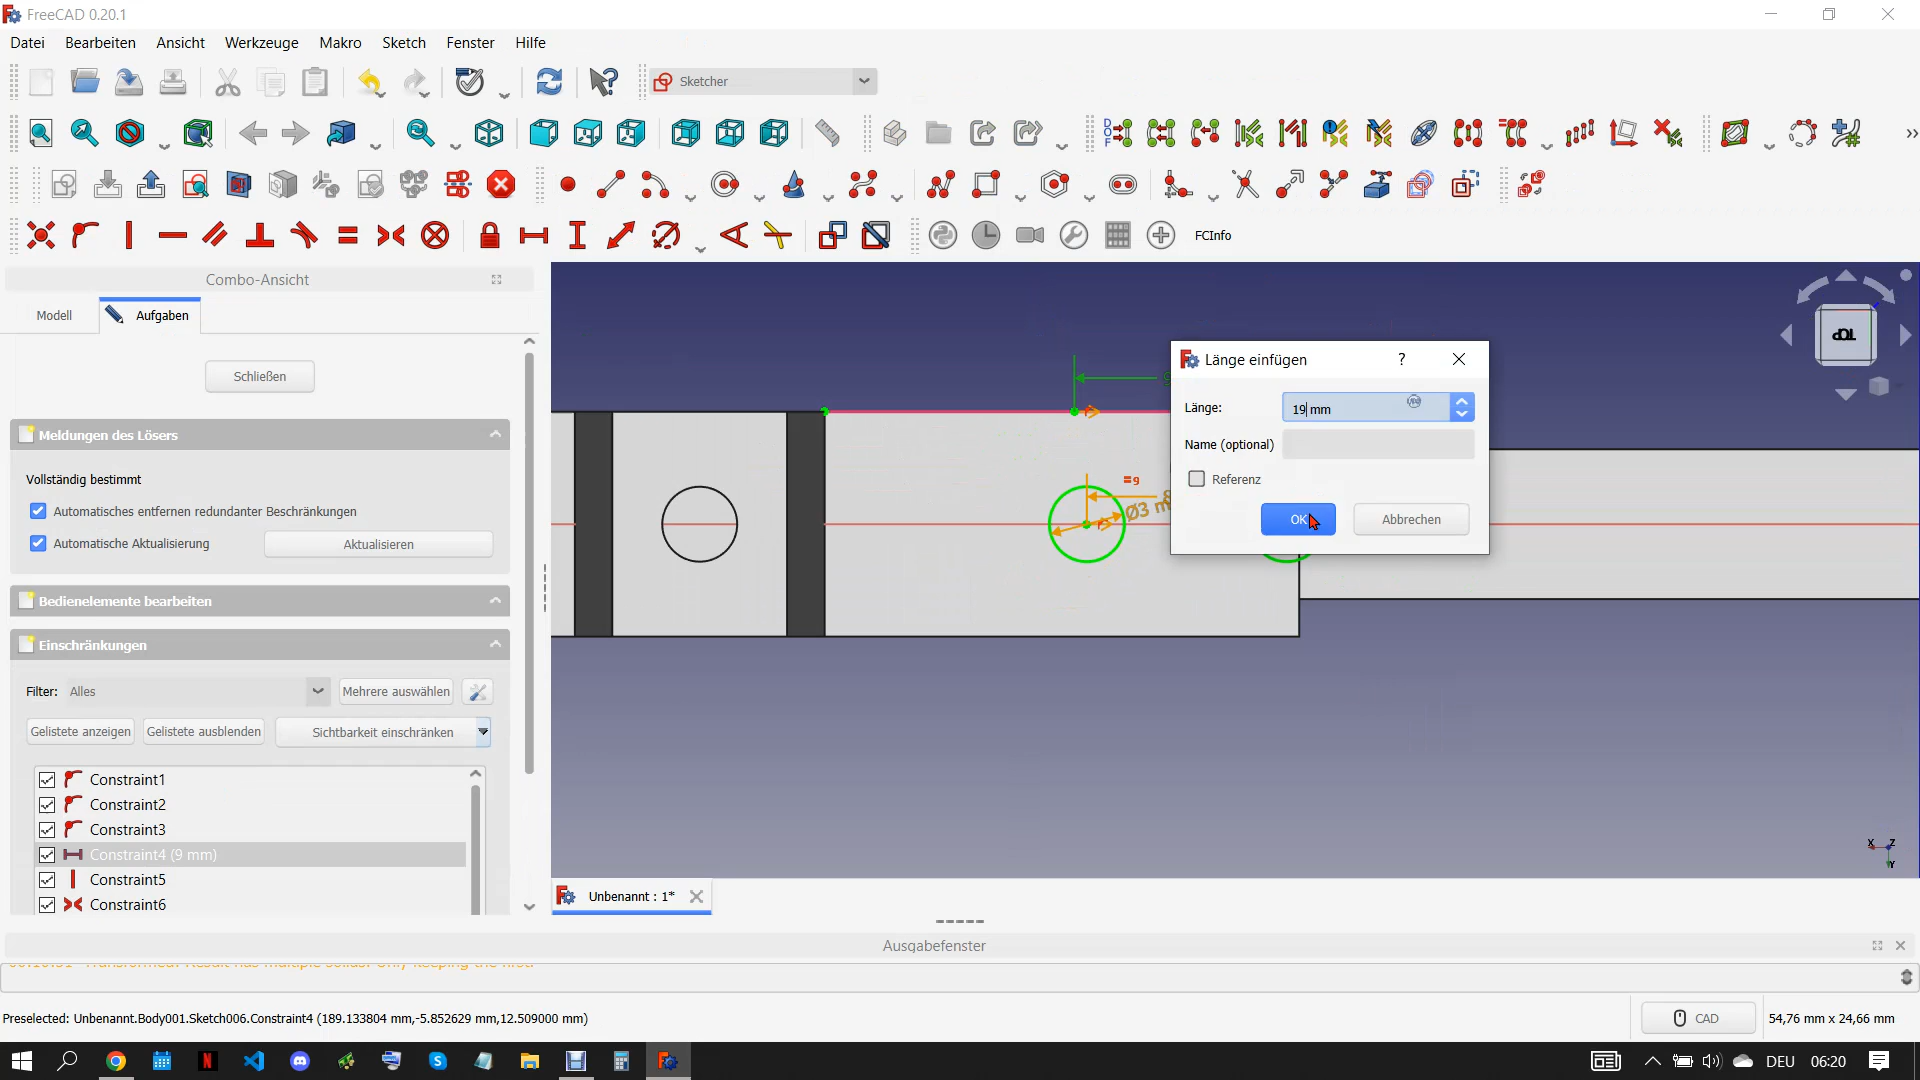 FreeCAD 0.20.1
Datei Bearbeiten Ansicht Werkzeuge Makro Sketch Fenster Hilfe
Sketcher
FCInfo
Combo-Ansicht
Modell Aufgaben
Schließen
Meldungen des Lösers
Vollständig bestimmt
Automatisches entfernen redundanter Beschränkungen
Automatische Aktualisierung Aktualisieren
Bedienelemente bearbeiten
Einschränkungen
Filter: Alles Mehrere auswählen
Gelistete anzeigen Gelistete ausblenden Sichtbarkeit einschränken
Constraint1
Constraint2
Constraint3
Constraint4 (9 mm)
Constraint5
Constraint6
=9
Ø3 m
Länge einfügen ?
Länge: 19 mm
Name (optional)
Referenz
OK Abbrechen
TOP
X Z
Y
Unbenannt : 1*
Ausgabefenster
Preselected: Unbenannt.Body001.Sketch006.Constraint4 (189.133804 mm,-5.852629 mm,12.509000 mm)
CAD 54,76 mm x 24,66 mm
DEU 06:20